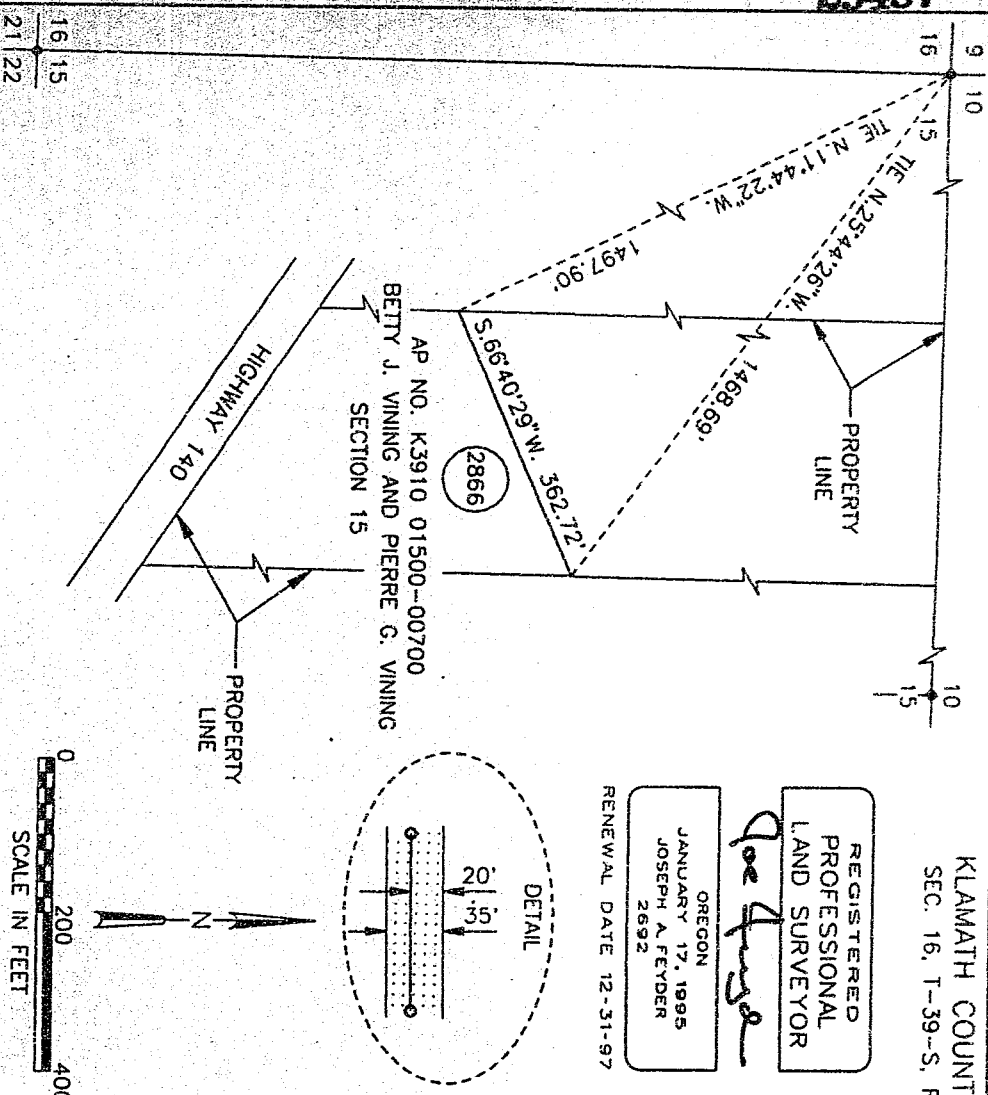 9 10
16 15
10
15
TIE N.11°44'22"W.
1497.90'
TIE N.25°44'26"W.
1468.69'
PROPERTY
LINE
S.66°40'29"W. 362.72'
2866
AP NO. K3910 01500-00700
BETTY J. VINING AND PIERRE G. VINING
SECTION 15
HIGHWAY 140
PROPERTY
LINE
16 15
21 22
KLAMATH COUNT
SEC. 16, T-39-S,
REGISTERED
PROFESSIONAL
LAND SURVEYOR
OREGON
JANUARY 17, 1995
JOSEPH A. FEYDER
2692
RENEWAL DATE 12-31-97
DETAIL
20'
35'
N
0 200 400
SCALE IN FEET